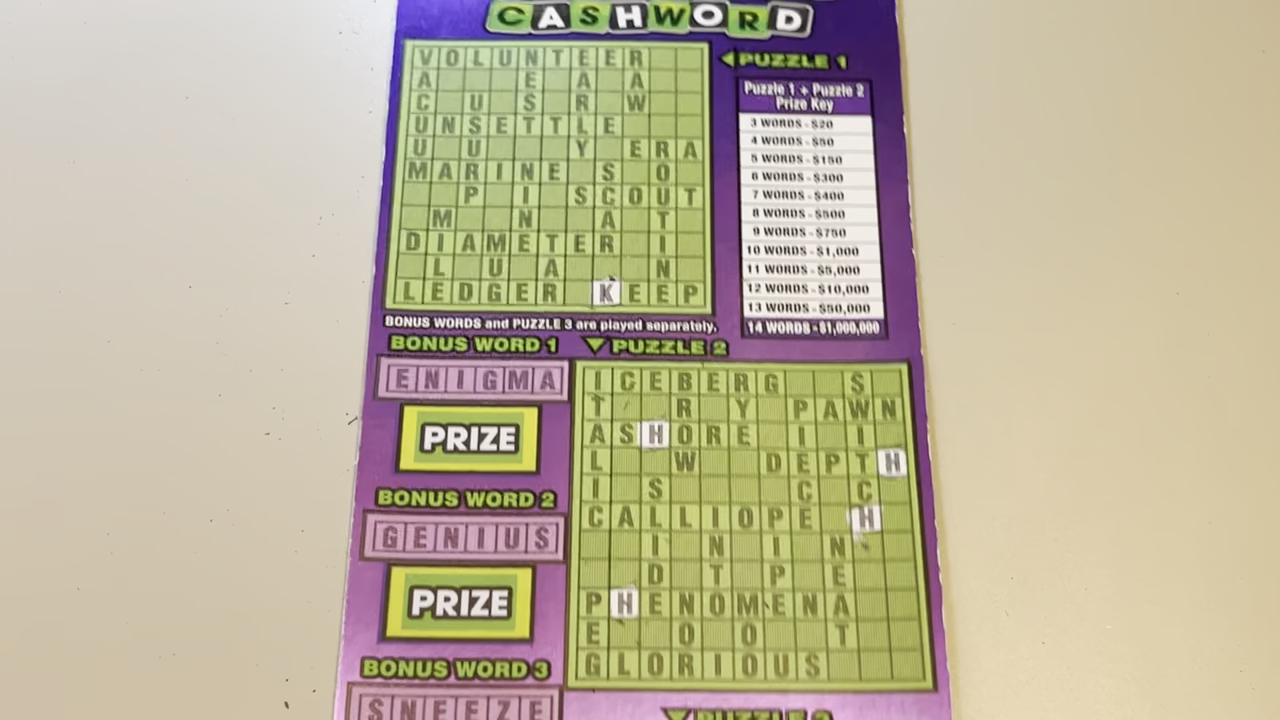 CASHWORD
PUZZLE 1
VOLUNTEER
A E A A
C U S R W
UNSETTLE
U U Y ERA
MARINE S O
P I SCOUT
M N A T
DIAMETER I
L U A N
LEDGER KEEP
Puzzle 1 + Puzzle 2
Prize Key
3 WORDS - $20
4 WORDS - $50
5 WORDS - $150
6 WORDS - $300
7 WORDS - $400
8 WORDS - $500
9 WORDS - $750
10 WORDS - $1,000
11 WORDS - $5,000
12 WORDS - $10,000
13 WORDS - $50,000
14 WORDS - $1,000,000
BONUS WORDS and PUZZLE 3 are played separately.
BONUS WORD 1
ENIGMA
PRIZE
BONUS WORD 2
GENIUS
PRIZE
BONUS WORD 3
SNEEZE
PUZZLE 2
ICEBERG S
T R Y PAWN
ASHORE I I
L W DEPTH
I S C C
CALLIOPE H
I N I N
D T P E
PHENOMENA
E O O T
GLORIOUS
PUZZLE 3